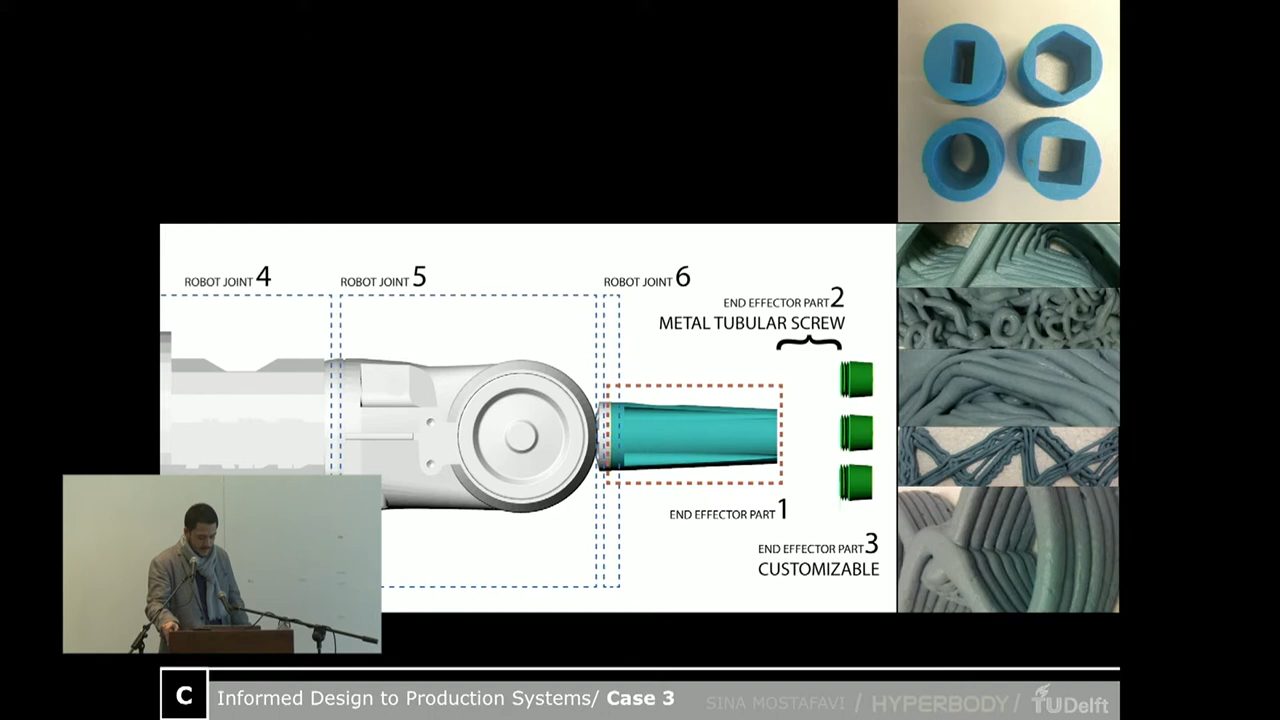 ROBOT JOINT 4
ROBOT JOINT 5
ROBOT JOINT 6
END EFFECTOR PART 2
METAL TUBULAR SCREW
END EFFECTOR PART 1
END EFFECTOR PART 3
CUSTOMIZABLE
C
Informed Design to Production Systems/ Case 3
SINA MOSTAFAVI / HYPERBODY / TUDelft